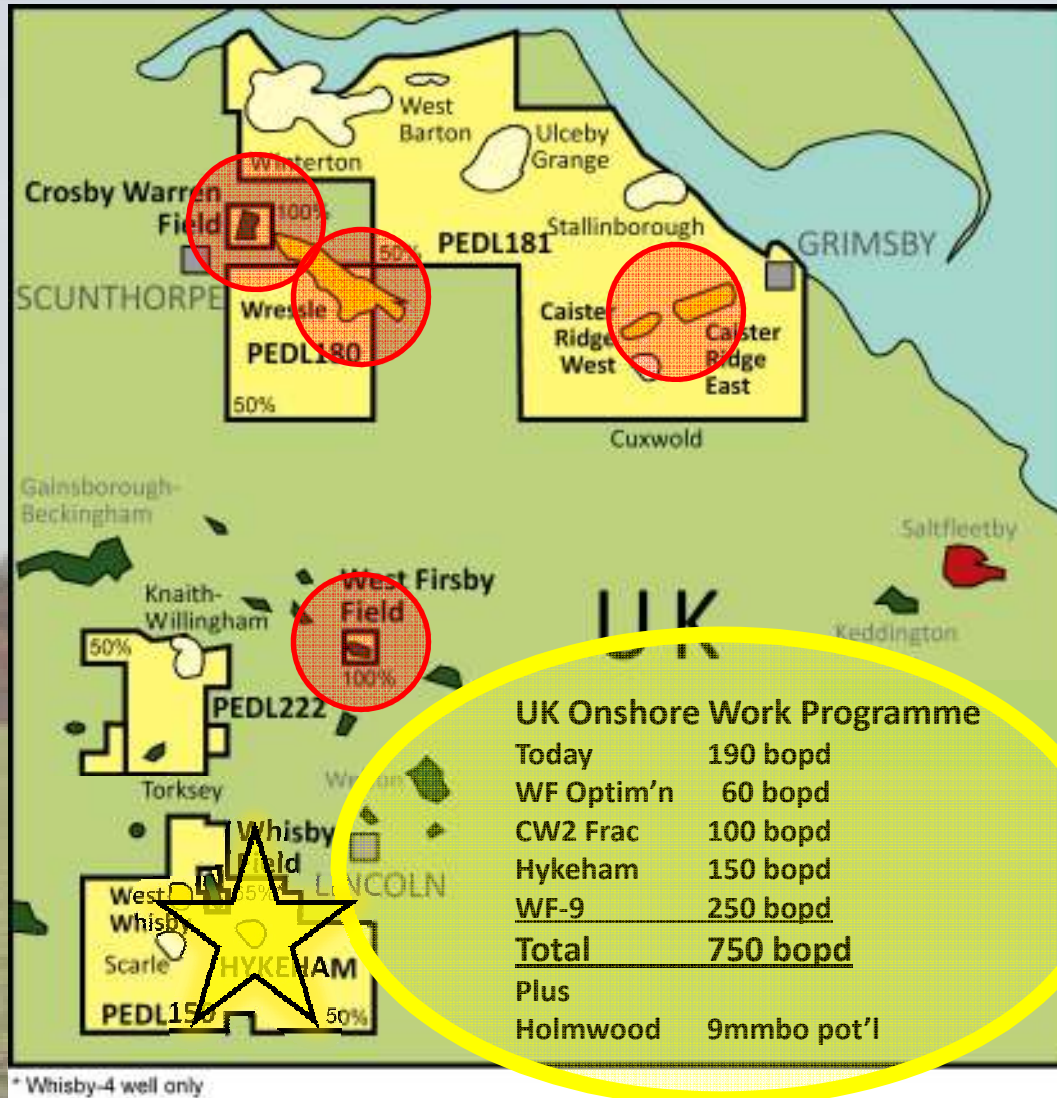 West
Barton
Ulceby
Grange
Winterton
Crosby Warren
Field
100%
Stallinborough
PEDL181
50%
GRIMSBY
SCUNTHORPE
Wressle
PEDL180
50%
Caister
Ridge
West
Caister
Ridge
East
Cuxwold
Gainsborough-
Beckingham
Saltfleetby
Knaith-
Willingham
West Firsby
Field
100%
UK
Keddington
50%
PEDL222
Torksey
Whisby
Field
LINCOLN
West
Whisby
Scarle
HYKEHAM
50%
UK Onshore Work Programme
Today 190 bopd
WF Optim'n 60 bopd
CW2 Frac 100 bopd
Hykeham 150 bopd
WF-9 250 bopd
Total 750 bopd
Plus
Holmwood 9mmbo pot'l
* Whisby-4 well only